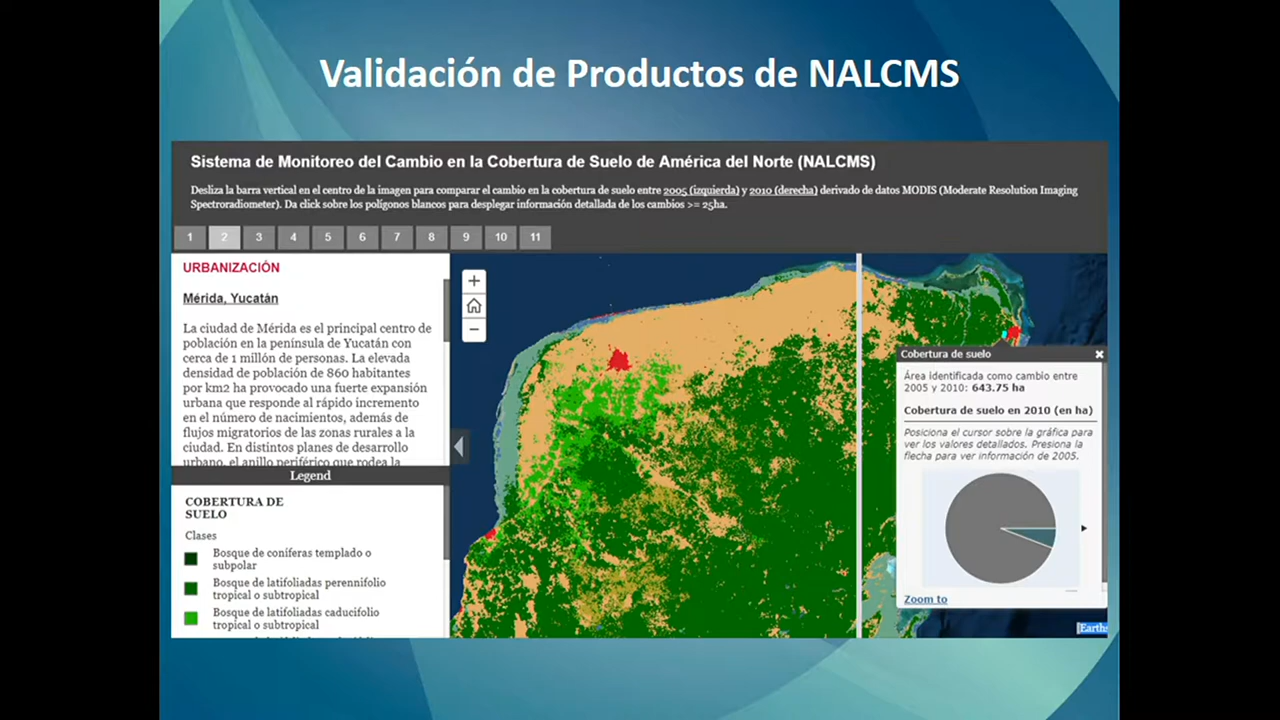 Validación de Productos de NALCMS
Sistema de Monitoreo del Cambio en la Cobertura de Suelo de América del Norte (NALCMS)
Desliza la barra vertical en el centro de la imagen para comparar el cambio en la cobertura de suelo entre 2005 (izquierda) y 2010 (derecha) derivado de datos MODIS (Moderate Resolution Imaging
Spectroradiometer). Da click sobre los polígonos blancos para desplegar información detallada de los cambios >= 25ha.
1 2 3 4 5 6 7 8 9 10 11
URBANIZACIÓN
Mérida, Yucatán
La ciudad de Mérida es el principal centro de
población en la península de Yucatán con
cerca de 1 millón de personas. La elevada
densidad de población de 860 habitantes
por km2 ha provocado una fuerte expansión
urbana que responde al rápido incremento
en el número de nacimientos, además de
flujos migratorios de las zonas rurales a la
ciudad. En distintos planes de desarrollo
urbano, el anillo periférico que rodea la
Legend
COBERTURA DE
SUELO
Clases
Bosque de coníferas templado o
subpolar
Bosque de latifoliadas perennifolio
tropical o subtropical
Bosque de latifoliadas caducifolio
tropical o subtropical
+
−
Cobertura de suelo
Área identificada como cambio entre
2005 y 2010: 643.75 ha
Cobertura de suelo en 2010 (en ha)
Posiciona el cursor sobre la gráfica para
ver los valores detallados. Presiona la
flecha para ver información de 2005.
Zoom to
Earths